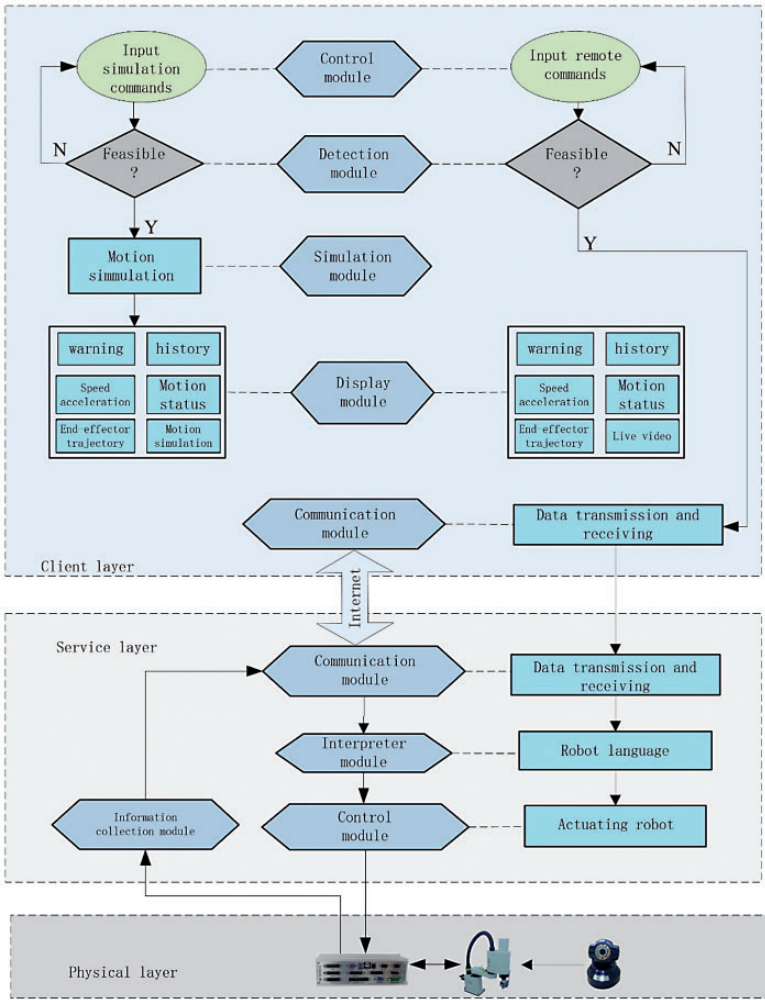 Input
simulation
commands
Control
module
Input remote
commands
N
Feasible
?
Detection
module
Feasible
?
N
Y
Y
Motion
simmulation
Simulation
module
warning
history
Speed
acceleration
Motion
status
End-effector
trajectory
Motion
simulation
Display
module
warning
history
Speed
acceleration
Motion
status
End-effector
trajectory
Live video
Communication
module
Data transmission and
receiving
Client layer
Internet
Service layer
Communication
module
Data transmission and
receiving
Interpreter
module
Robot language
Information
collection module
Control
module
Actuating robot
Physical layer